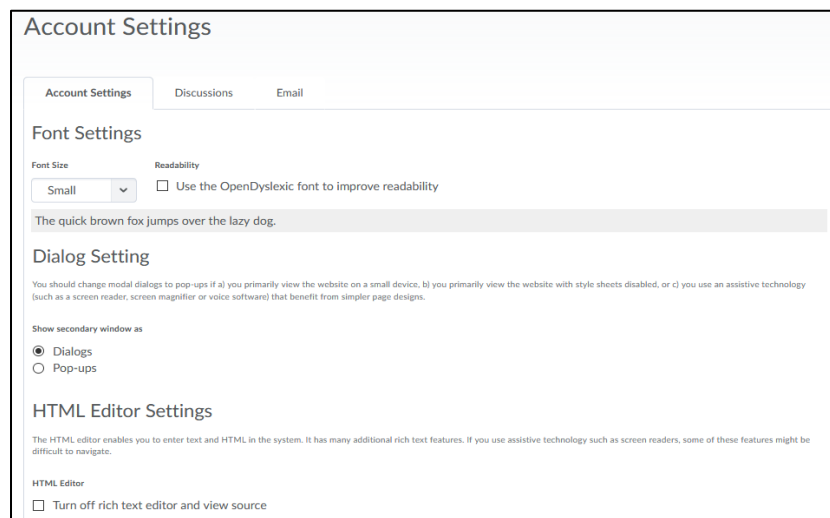 Account Settings
Account Settings Discussions Email
Font Settings
Font Size Readability
Small Use the OpenDyslexic font to improve readability
The quick brown fox jumps over the lazy dog.
Dialog Setting
You should change modal dialogs to pop-ups if a) you primarily view the website on a small device, b) you primarily view the website with style sheets disabled, or c) you use an assistive technology
(such as a screen reader, screen magnifier or voice software) that benefit from simpler page designs.
Show secondary window as
Dialogs
Pop-ups
HTML Editor Settings
The HTML editor enables you to enter text and HTML in the system. It has many additional rich text features. If you use assistive technology such as screen readers, some of these features might be
difficult to navigate.
HTML Editor
Turn off rich text editor and view source